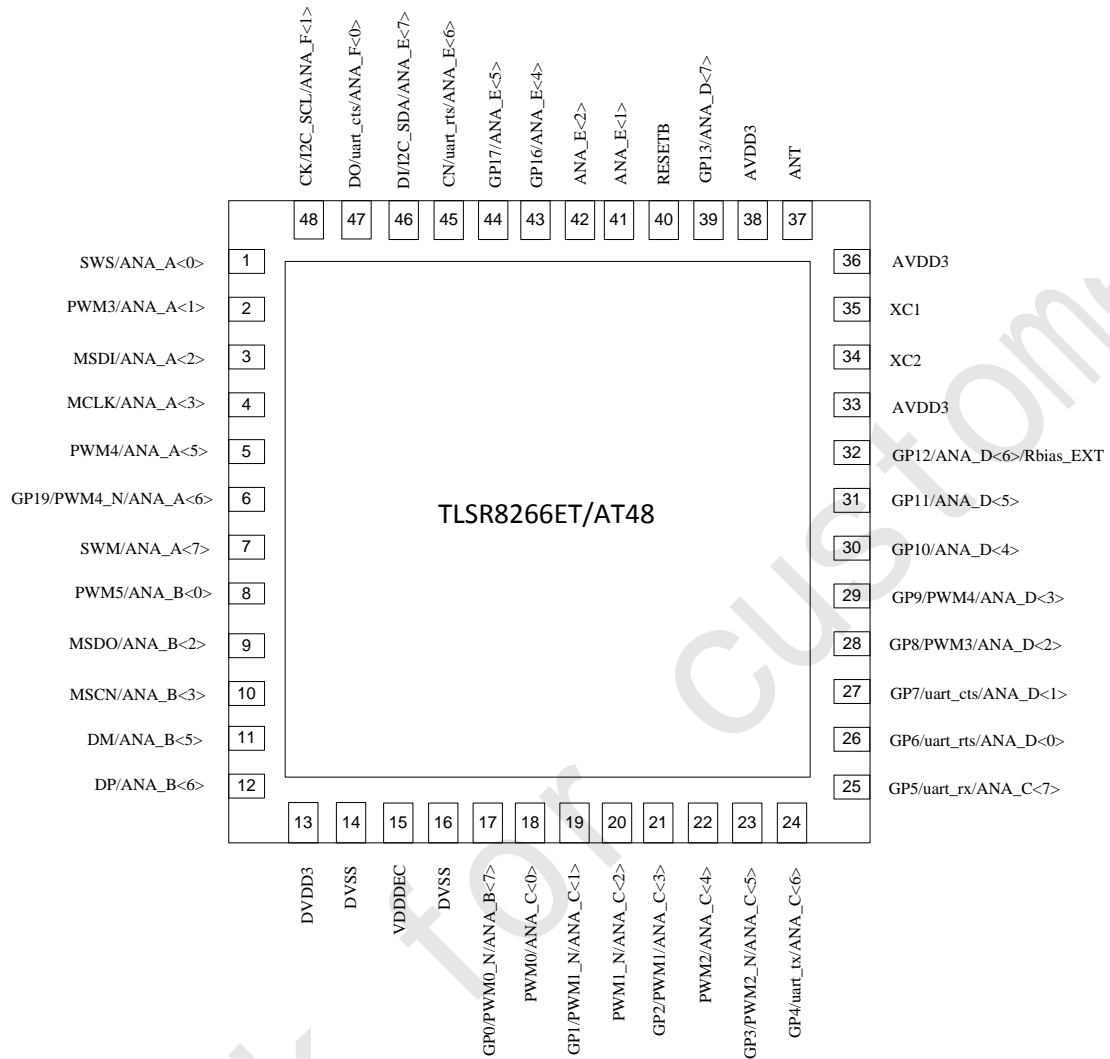 CK/I2C_SCL/ANA_F<1>
DO/uart_cts/ANA_F<0>
DI/I2C_SDA/ANA_E<7>
CN/uart_rts/ANA_E<6>
GP17/ANA_E<5>
GP16/ANA_E<4>
ANA_E<2>
ANA_E<1>
RESETB
GP13/ANA_D<7>
AVDD3
ANT
48 47 46 45 44 43 42 41 40 39 38 37
SWS/ANA_A<0> 1
PWM3/ANA_A<1> 2
MSDI/ANA_A<2> 3
MCLK/ANA_A<3> 4
PWM4/ANA_A<5> 5
GP19/PWM4_N/ANA_A<6> 6
SWM/ANA_A<7> 7
PWM5/ANA_B<0> 8
MSDO/ANA_B<2> 9
MSCN/ANA_B<3> 10
DM/ANA_B<5> 11
DP/ANA_B<6> 12
TLSR8266ET/AT48
36 AVDD3
35 XC1
34 XC2
33 AVDD3
32 GP12/ANA_D<6>/Rbias_EXT
31 GP11/ANA_D<5>
30 GP10/ANA_D<4>
29 GP9/PWM4/ANA_D<3>
28 GP8/PWM3/ANA_D<2>
27 GP7/uart_cts/ANA_D<1>
26 GP6/uart_rts/ANA_D<0>
25 GP5/uart_rx/ANA_C<7>
13 14 15 16 17 18 19 20 21 22 23 24
DVDD3
DVSS
VDDDEC
DVSS
GP0/PWM0_N/ANA_B<7>
PWM0/ANA_C<0>
GP1/PWM1_N/ANA_C<1>
PWM1_N/ANA_C<2>
GP2/PWM1/ANA_C<3>
PWM2/ANA_C<4>
GP3/PWM2_N/ANA_C<5>
GP4/uart_tx/ANA_C<6>
for